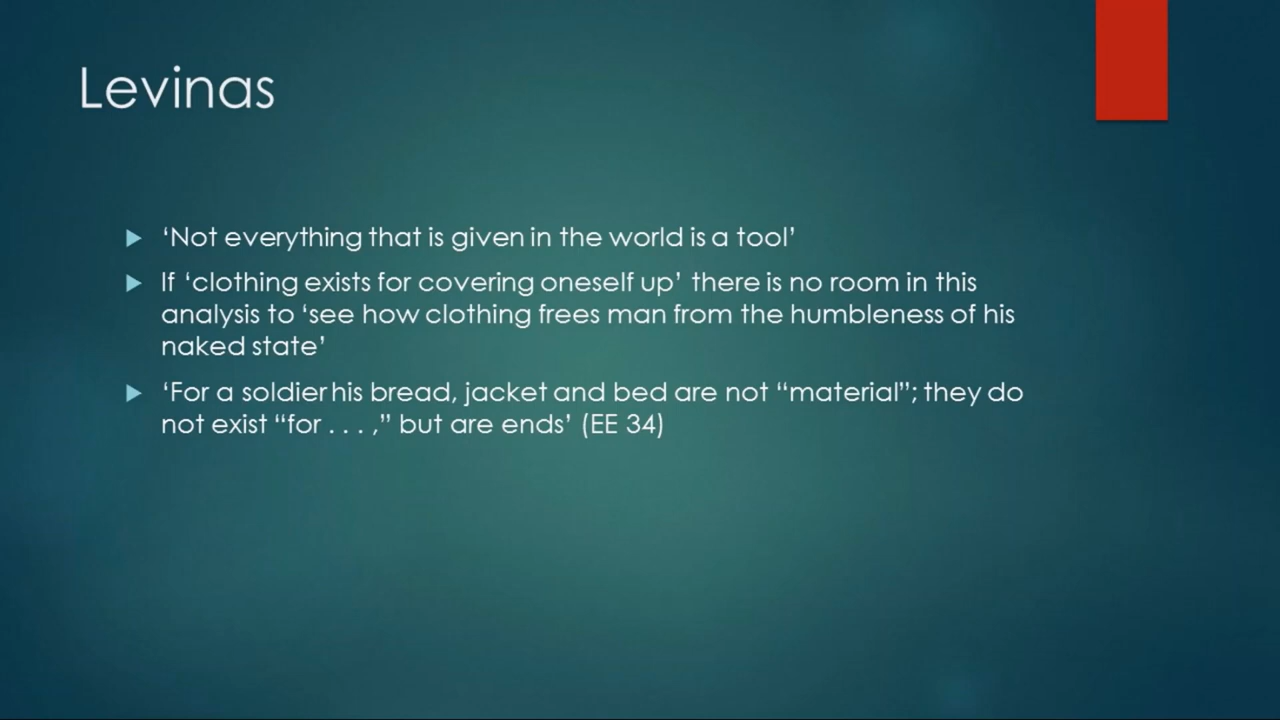 Levinas
‘Not everything that is given in the world is a tool’
If ‘clothing exists for covering oneself up’ there is no room in this
analysis to ‘see how clothing frees man from the humbleness of his
naked state’
‘For a soldier his bread, jacket and bed are not “material”; they do
not exist “for . . . ,” but are ends’ (EE 34)